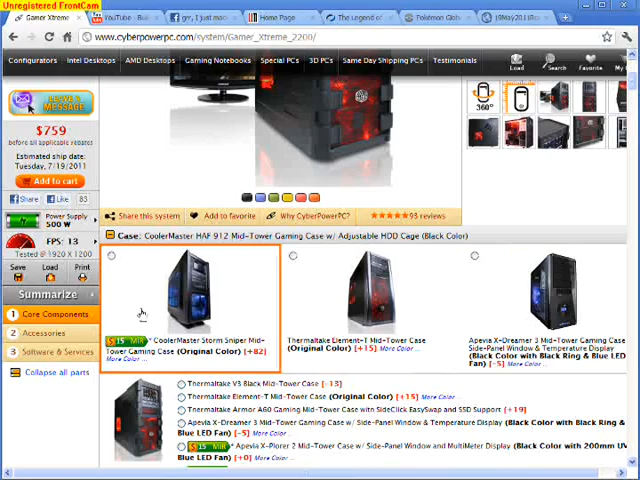 Unregistered FrontCam
Gamer Xtreme 2200
YouTube - Buil
grr, I just mac
Home Page
The Legend of
Pokémon Globa
19May2011Ro
www.cyberpowerpc.com/system/Gamer_Xtreme_2200/
Configurators
Intel Desktops
AMD Desktops
Gaming Notebooks
Special PCs
3D PCs
Same Day Shipping PCs
Testimonials
Load
Search
Favorite
My
LEAVE A
MESSAGE
360°
$759
before all applicable rebates
Estimated ship date:
Tuesday, 7/19/2011
Add to cart
Share
Like
83
Share this system
Add to favorite
Why CyberPowerPC?
93 reviews
Power Supply
500 W
FPS: 13
Tested @ 1920 X 1200
Save
Load
Print
Summarize
1 Core Components
2 Accessories
3 Software & Services
Collapse all parts
Case: CoolerMaster HAF 912 Mid-Tower Gaming Case w/ Adjustable HDD Cage (Black Color)
$15 MIR * CoolerMaster Storm Sniper Mid-
Tower Gaming Case (Original Color) [+82]
More Color ...
Thermaltake Element-T Mid-Tower Case
(Original Color) [+15] More Color ...
Apevia X-Dreamer 3 Mid-Tower Gaming Case w/
Side-Panel Window & Temperature Display
(Black Color with Black Ring & Blue LED
Fan) [-5] More Color ...
Thermaltake V3 Black Mid-Tower Case [-13]
Thermaltake Element-T Mid-Tower Case (Original Color) [+15] More Color ...
Thermaltake Armor A60 Gaming Mid-Tower Case with SideClick EasySwap and SSD Support [+19]
Apevia X-Dreamer 3 Mid-Tower Gaming Case w/ Side-Panel Window & Temperature Display (Black Color with Black Ring &
Blue LED Fan) [-5] More Color ...
$15 MIR * Apevia X-Plorer 2 Mid-Tower Case w/ Side-Panel Window and MultiMeter Display (Black Color with 200mm UV
Blue LED Fan) [+0] More Color ...